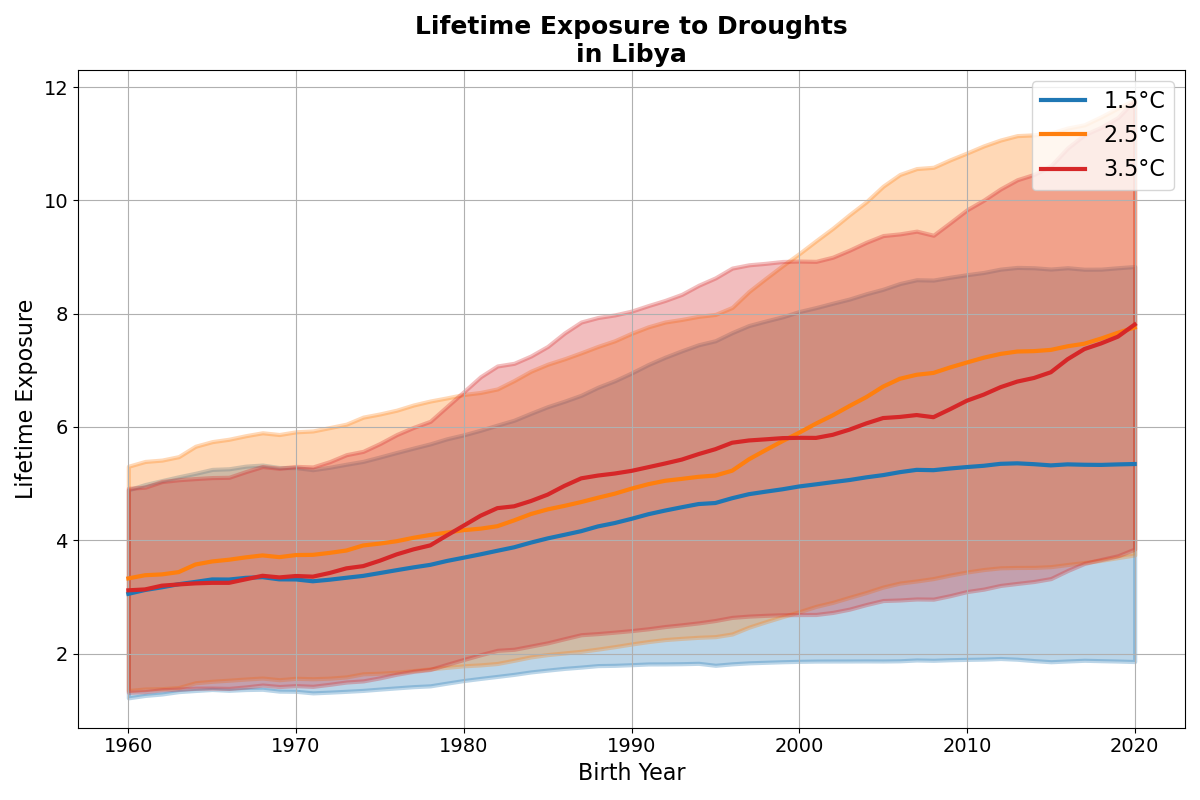 Lifetime Exposure to Droughts
in Libya
12
10
8
6
4
2
Lifetime Exposure
1.5°C
2.5°C
3.5°C
1960
1970
1980
1990
2000
2010
2020
Birth Year